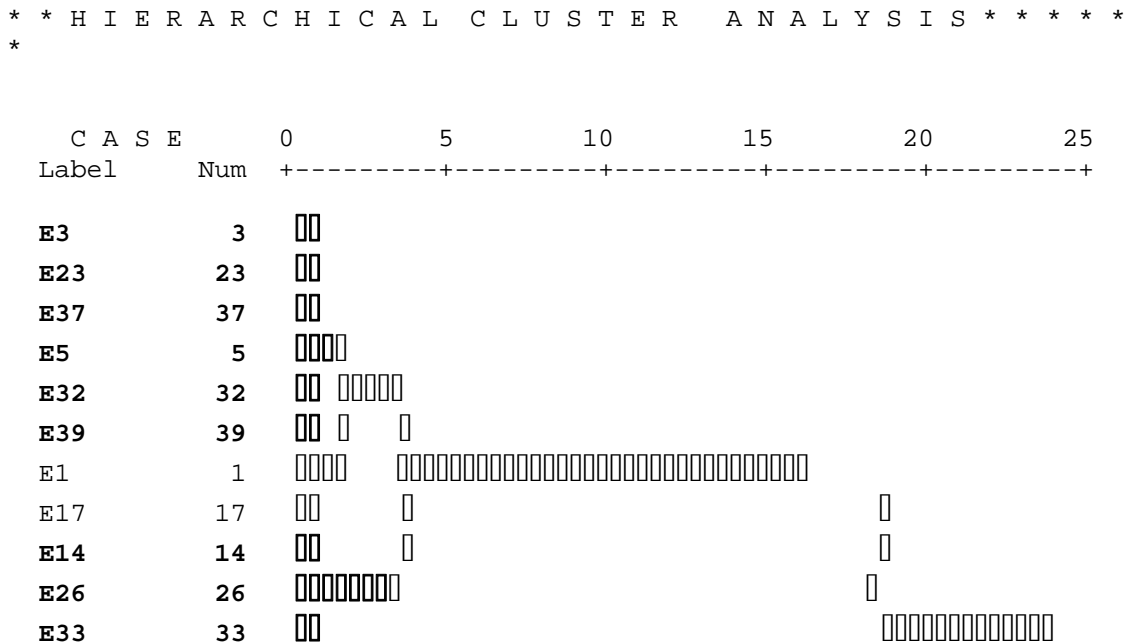 * * H I E R A R C H I C A L   C L U S T E R   A N A L Y S I S * * * * *
*
C A S E 0 5 10 15 20 25
Label Num +---------+---------+---------+---------+---------+
E3 3
E23 23
E37 37
E5 5
E32 32
E39 39
E1 1
E17 17
E14 14
E26 26
E33 33